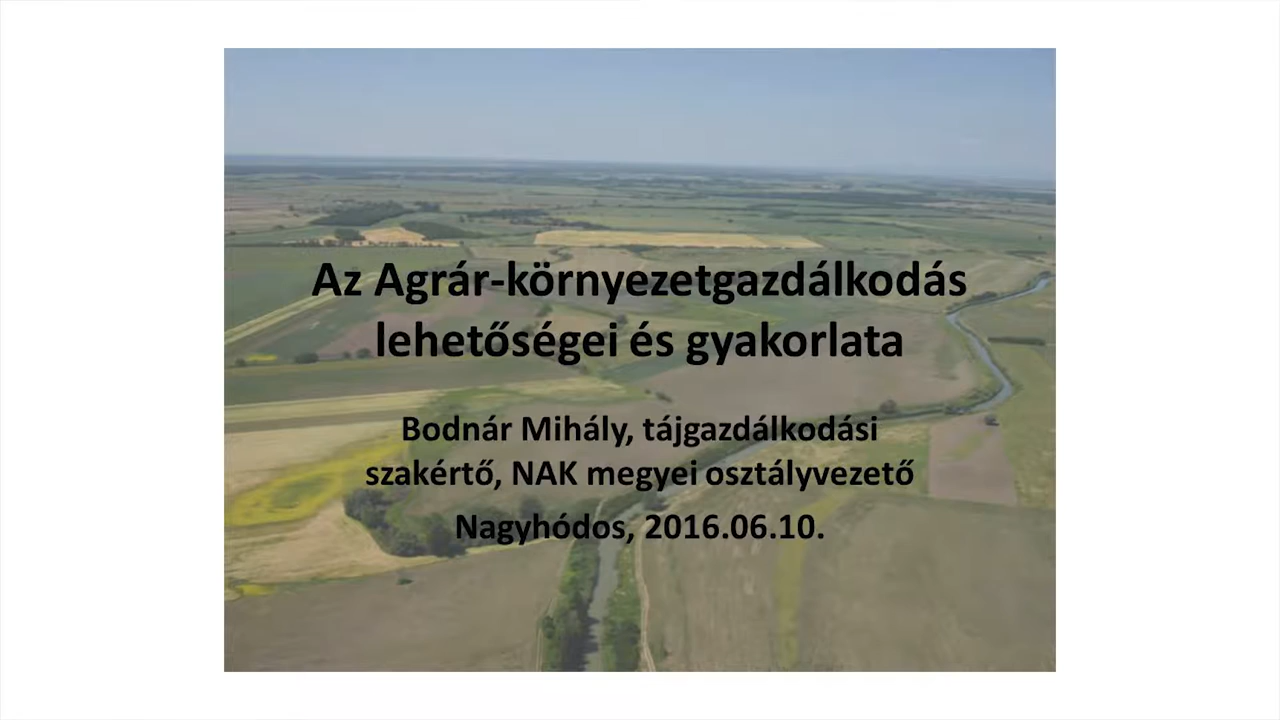 Az Agrár-környezetgazdálkodás
lehetőségei és gyakorlata
Bodnár Mihály, tájgazdálkodási
szakértő, NAK megyei osztályvezető
Nagyhódos, 2016.06.10.